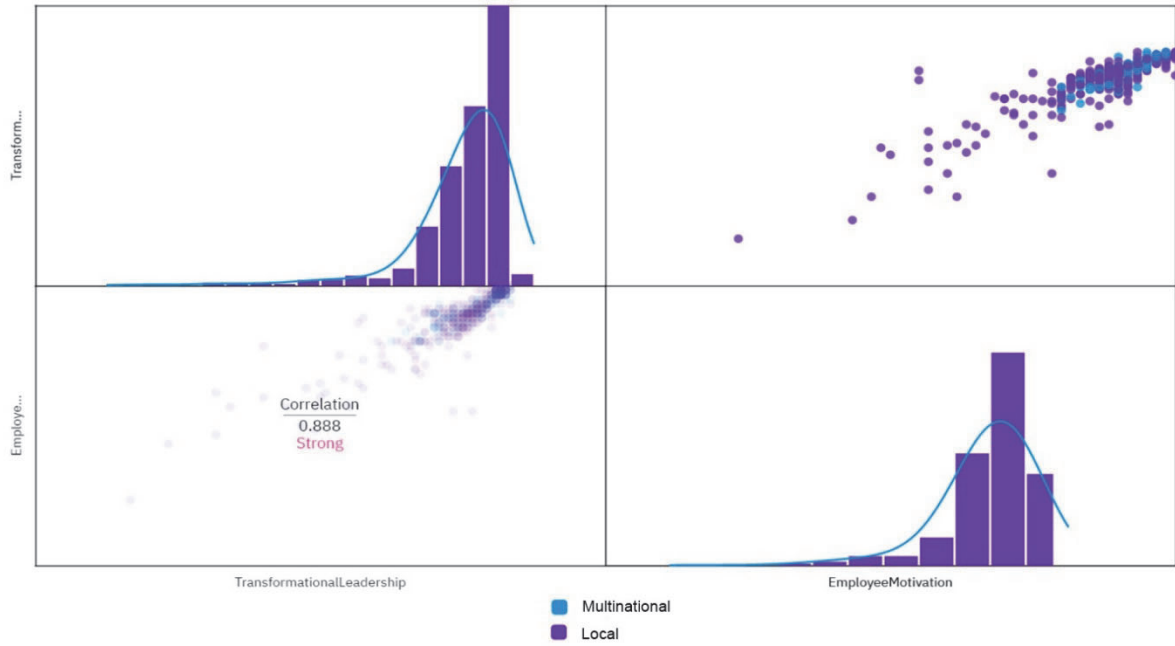 Transform...
Employe...
Correlation
0.888
Strong
TransformationalLeadership
EmployeeMotivation
Multinational
Local